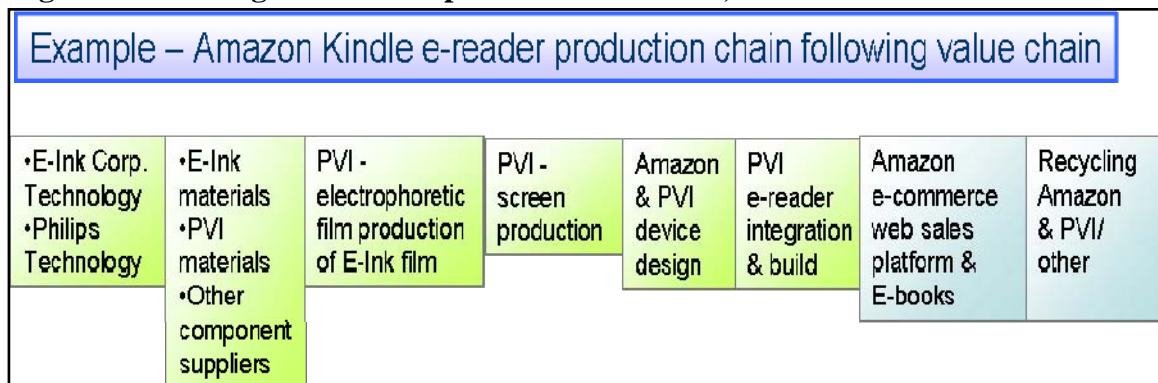 Example – Amazon Kindle e-reader production chain following value chain
•E-Ink Corp.
Technology
•Philips
Technology
•E-Ink
materials
•PVI
materials
•Other
component
suppliers
PVI -
electrophoretic
film production
of E-Ink film
PVI -
screen
production
Amazon
& PVI
device
design
PVI
e-reader
integration
& build
Amazon
e-commerce
web sales
platform &
E-books
Recycling
Amazon
& PVI/
other